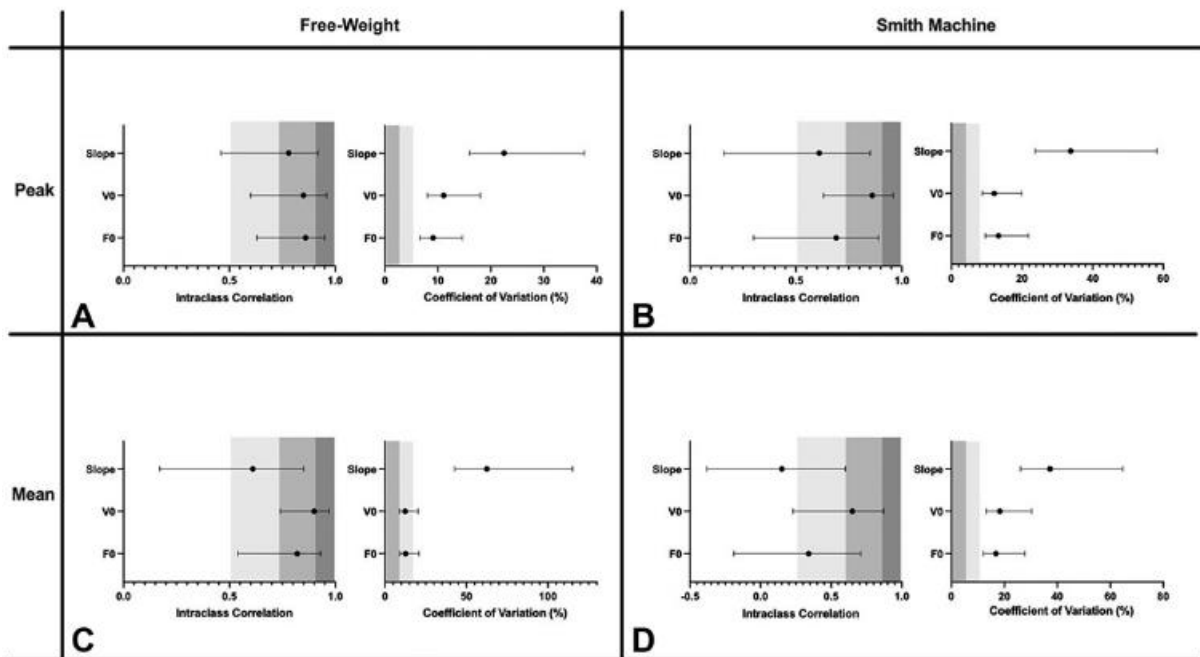 Free-Weight
Smith Machine
Peak
Slope
V0
F0
0.0
0.5
1.0
Intraclass Correlation
Slope
V0
F0
0
10
20
30
40
Coefficient of Variation (%)
A
Slope
V0
F0
0.0
0.5
1.0
Intraclass Correlation
Slope
V0
F0
0
20
40
60
Coefficient of Variation (%)
B
Mean
Slope
V0
F0
0.0
0.5
1.0
Intraclass Correlation
Slope
V0
F0
0
50
100
Coefficient of Variation (%)
C
Slope
V0
F0
-0.5
0.0
0.5
1.0
Intraclass Correlation
Slope
V0
F0
0
20
40
60
80
Coefficient of Variation (%)
D